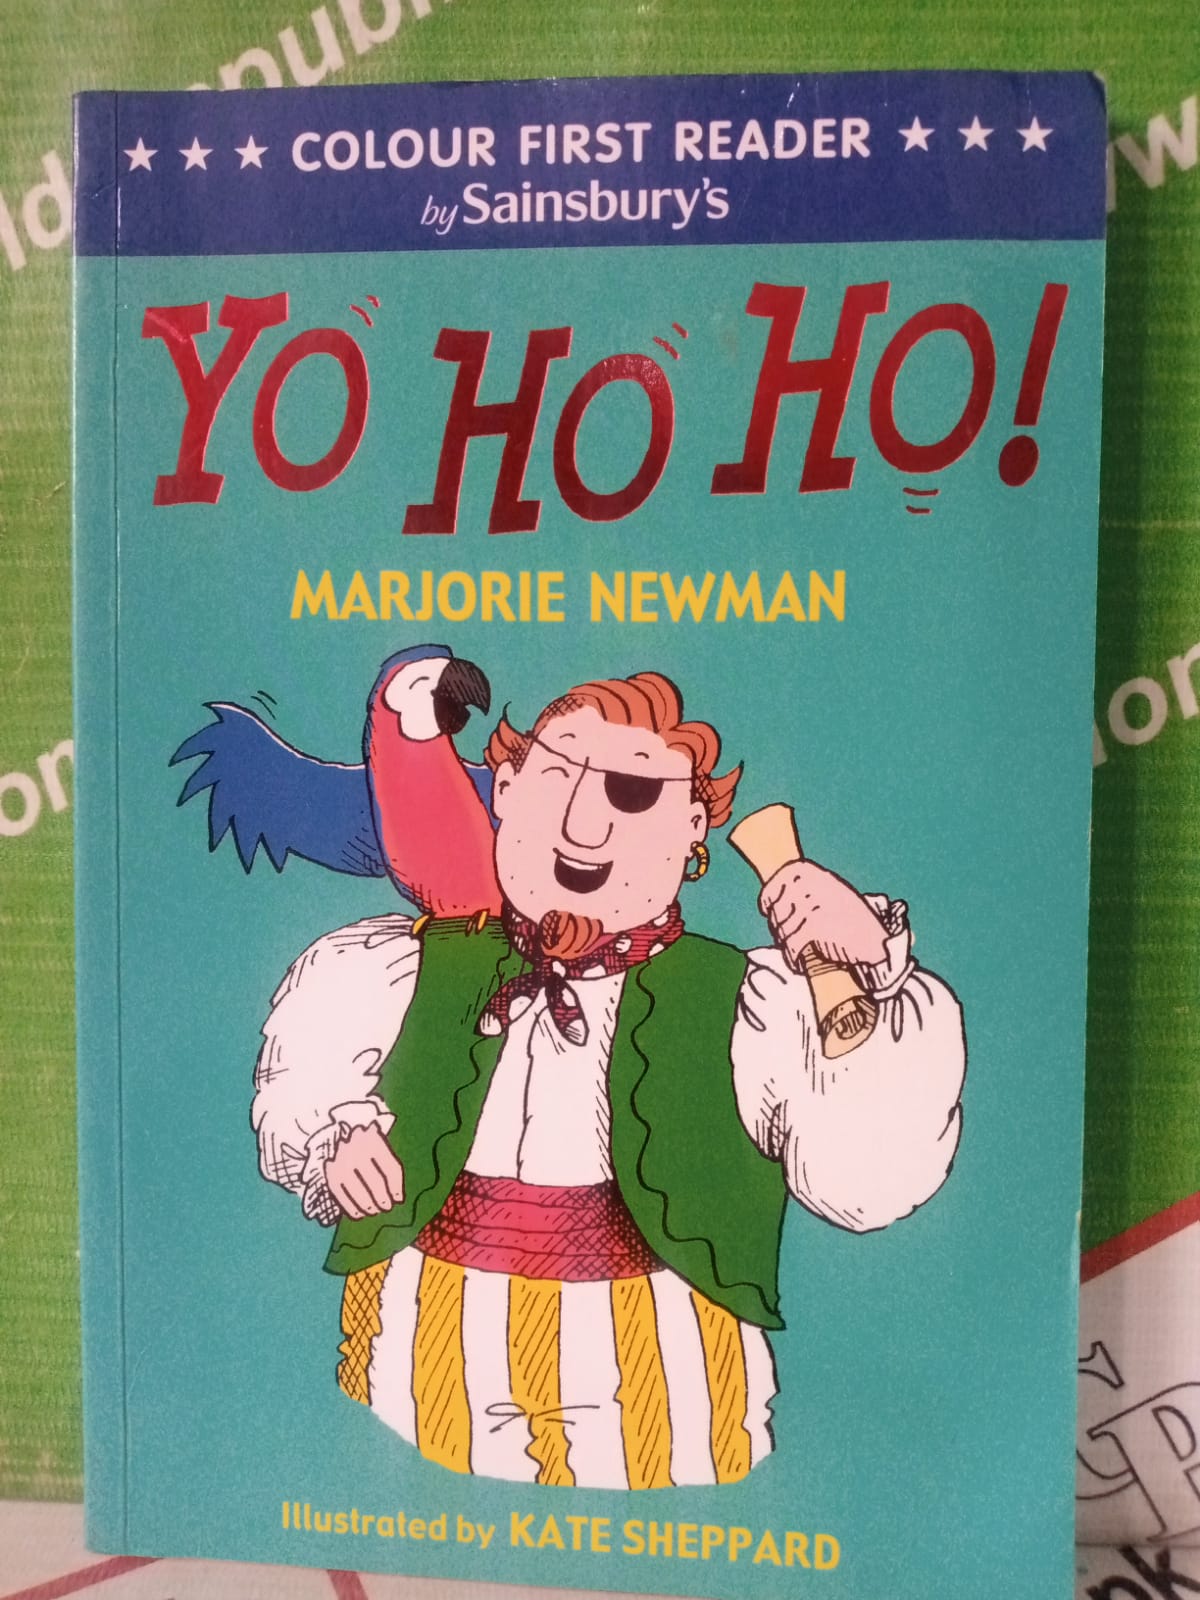 ★ ★ ★ COLOUR FIRST READER ★ ★ ★
by Sainsbury's
YO HO HO!
MARJORIE NEWMAN
Illustrated by KATE SHEPPARD